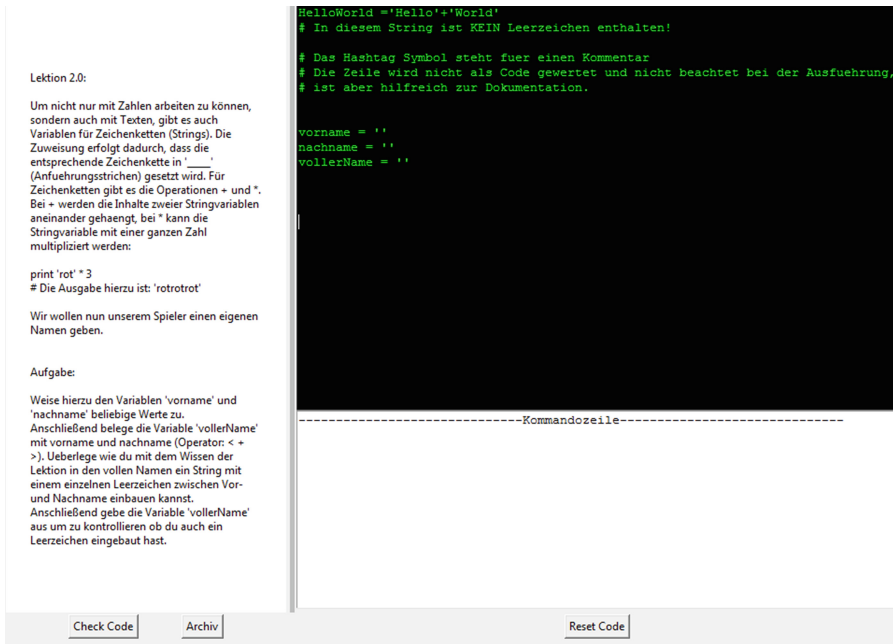 Lektion 2.0:
Um nicht nur mit Zahlen arbeiten zu können,
sondern auch mit Texten, gibt es auch
Variablen für Zeichenketten (Strings). Die
Zuweisung erfolgt dadurch, dass die
entsprechende Zeichenkette in '____'
(Anfuehrungsstrichen) gesetzt wird. Für
Zeichenketten gibt es die Operationen + und *.
Bei + werden die Inhalte zweier Stringvariablen
aneinander gehaengt, bei * kann die
Stringvariable mit einer ganzen Zahl
multipliziert werden:
print 'rot' * 3
# Die Ausgabe hierzu ist: 'rotrotrot'
Wir wollen nun unserem Spieler einen eigenen
Namen geben.
Aufgabe:
Weise hierzu den Variablen 'vorname' und
'nachname' beliebige Werte zu.
Anschließend belege die Variable 'vollerName'
mit vorname und nachname (Operator: < +
>). Ueberlege wie du mit dem Wissen der
Lektion in den vollen Namen ein String mit
einem einzelnen Leerzeichen zwischen Vor-
und Nachname einbauen kannst.
Anschließend gebe die Variable 'vollerName'
aus um zu kontrollieren ob du auch ein
Leerzeichen eingebaut hast.
HelloWorld ='Hello'+'World'
# In diesem String ist KEIN Leerzeichen enthalten!
# Das Hashtag Symbol steht fuer einen Kommentar
# Die Zeile wird nicht als Code gewertet und nicht beachtet bei der Ausfuehrung,
# ist aber hilfreich zur Dokumentation.
vorname = ''
nachname = ''
vollerName = ''
------------------------------Kommandozeile------------------------------
Check Code
Archiv
Reset Code